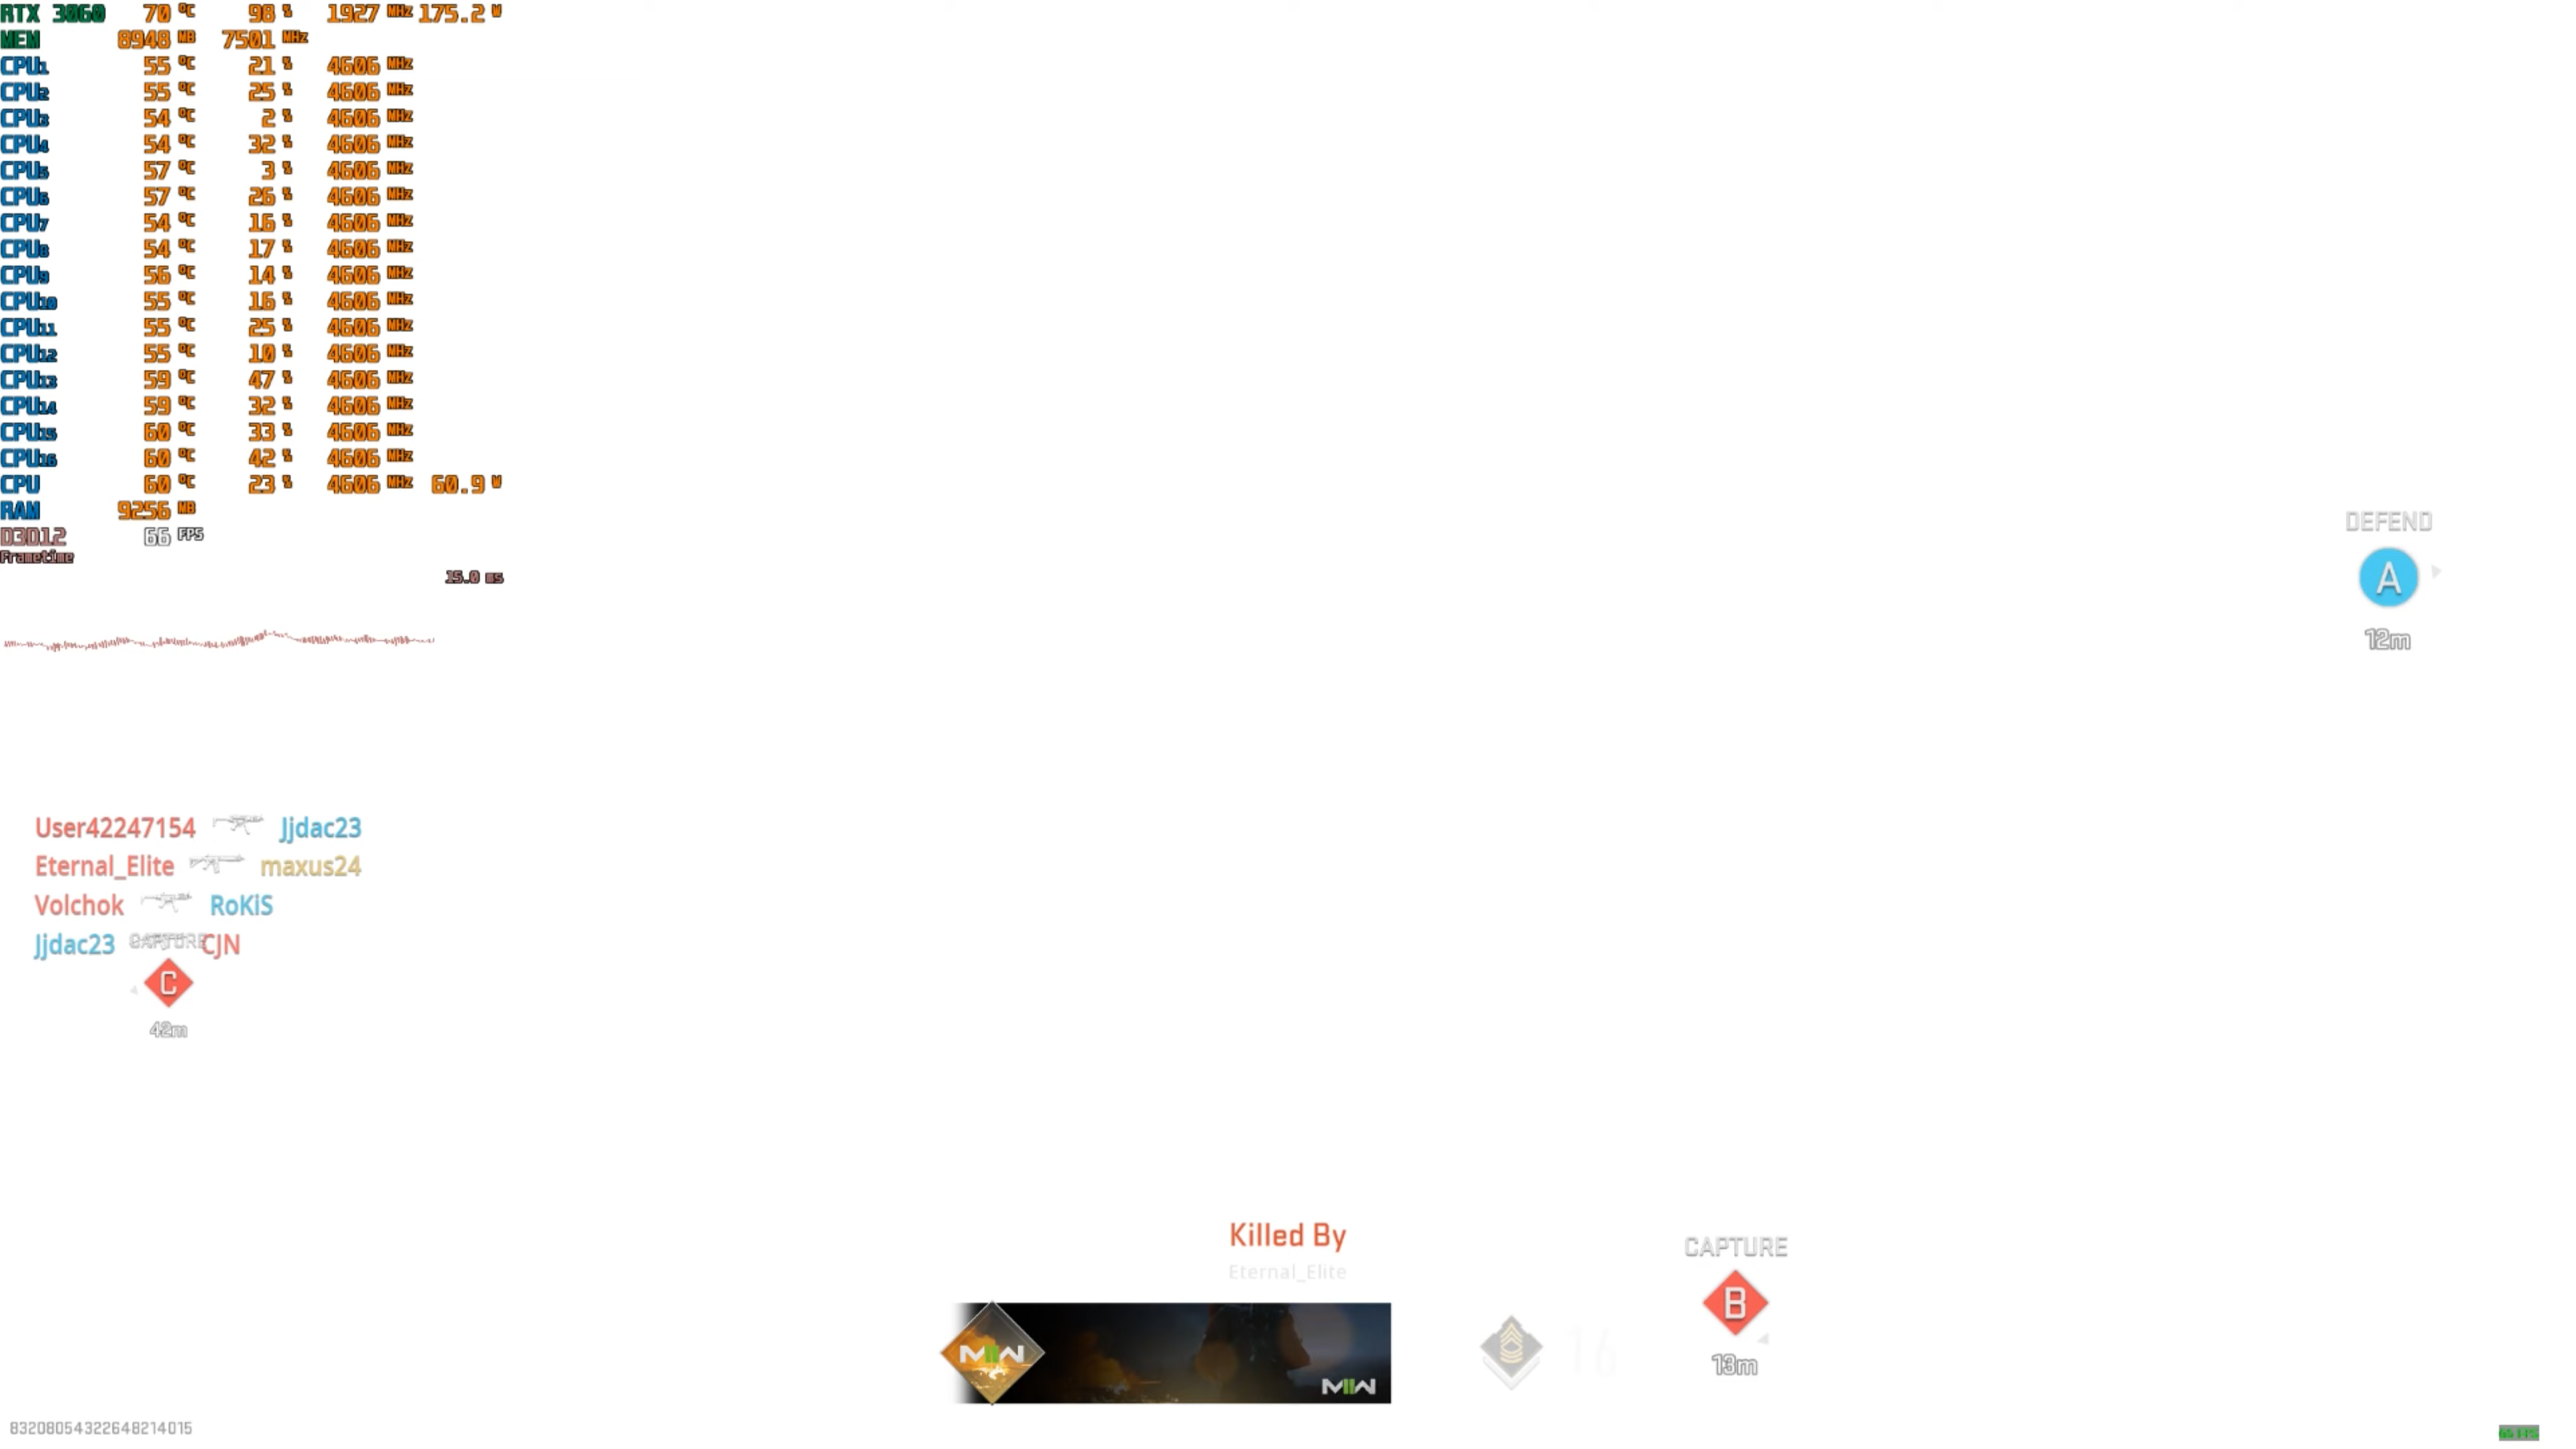 RTX 3060 70 °C 98 % 1927 MHz 175.2 W
MEM 8948 MB 7501 MHz
CPU1 55 °C 21 % 4606 MHz
CPU2 55 °C 25 % 4606 MHz
CPU3 54 °C 2 % 4606 MHz
CPU4 54 °C 32 % 4606 MHz
CPU5 57 °C 3 % 4606 MHz
CPU6 57 °C 26 % 4606 MHz
CPU7 54 °C 16 % 4606 MHz
CPU8 54 °C 17 % 4606 MHz
CPU9 56 °C 14 % 4606 MHz
CPU10 55 °C 16 % 4606 MHz
CPU11 55 °C 25 % 4606 MHz
CPU12 55 °C 10 % 4606 MHz
CPU13 59 °C 47 % 4606 MHz
CPU14 59 °C 32 % 4606 MHz
CPU15 60 °C 33 % 4606 MHz
CPU16 60 °C 42 % 4606 MHz
CPU 60 °C 23 % 4606 MHz 60.9 W
RAM 9256 MB
D3D12 66 FPS
Frametime
15.0 ms
DEFEND
A
12m
User42247154 Jjdac23
Eternal_Elite maxus24
Volchok RoKiS
Jjdac23 CAPTURE CJN
C
42m
Killed By
Eternal_Elite
MIIW
MIIW
16
CAPTURE
B
13m
83208054322648214015